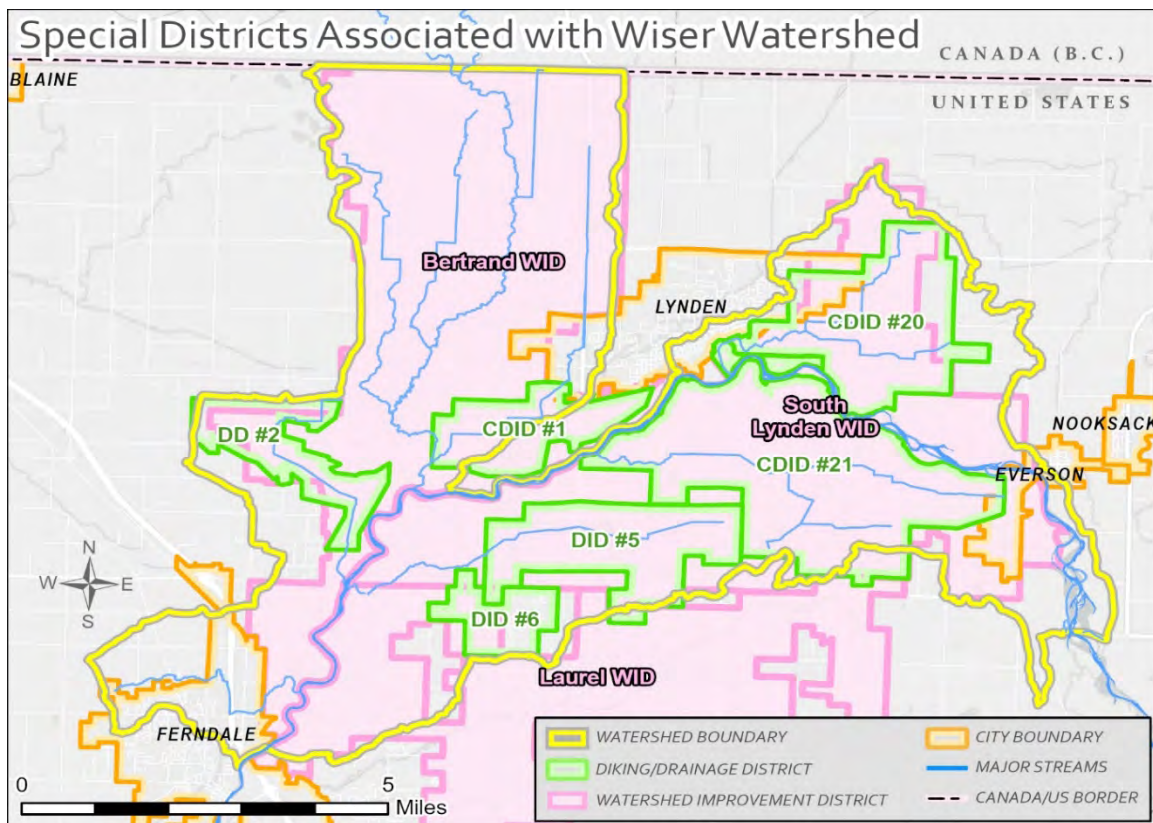 Special Districts Associated with Wiser Watershed
CANADA (B.C.)
UNITED STATES
BLAINE
Bertrand WID
LYNDEN
CDID #20
DD #2
CDID #1
South
Lynden WID
CDID #21
NOOKSACK
EVERSON
DID #5
N
W
E
S
DID #6
Laurel WID
FERNDALE
0
5
Miles
WATERSHED BOUNDARY
DIKING/DRAINAGE DISTRICT
WATERSHED IMPROVEMENT DISTRICT
CITY BOUNDARY
MAJOR STREAMS
CANADA/US BORDER